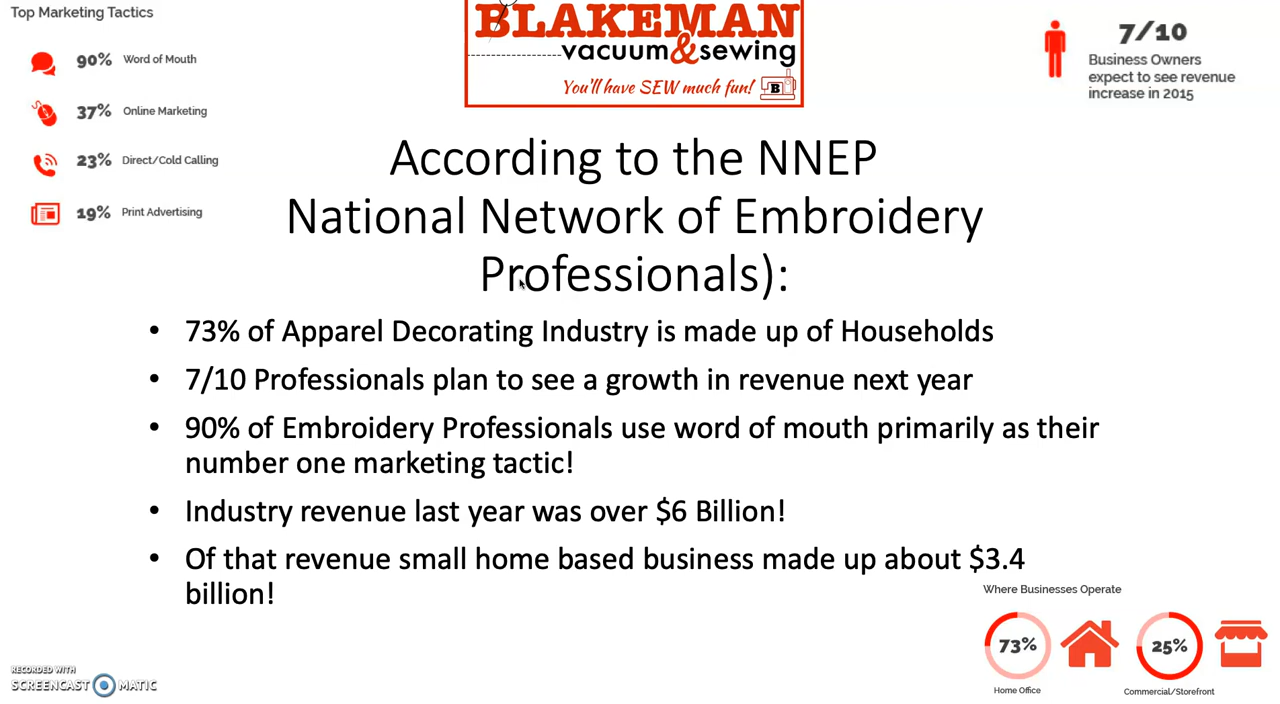 Top Marketing Tactics
90% Word of Mouth
37% Online Marketing
23% Direct/Cold Calling
19% Print Advertising
BLAKEMAN
vacuum&sewing
You'll have SEW much fun!
B
7/10
Business Owners
expect to see revenue
increase in 2015
According to the NNEP
National Network of Embroidery
Professionals):
• 73% of Apparel Decorating Industry is made up of Households
• 7/10 Professionals plan to see a growth in revenue next year
• 90% of Embroidery Professionals use word of mouth primarily as their
number one marketing tactic!
• Industry revenue last year was over $6 Billion!
• Of that revenue small home based business made up about $3.4
billion!
Where Businesses Operate
73%
Home Office
25%
Commercial/Storefront
RECORDED WITH
SCREENCAST MATIC